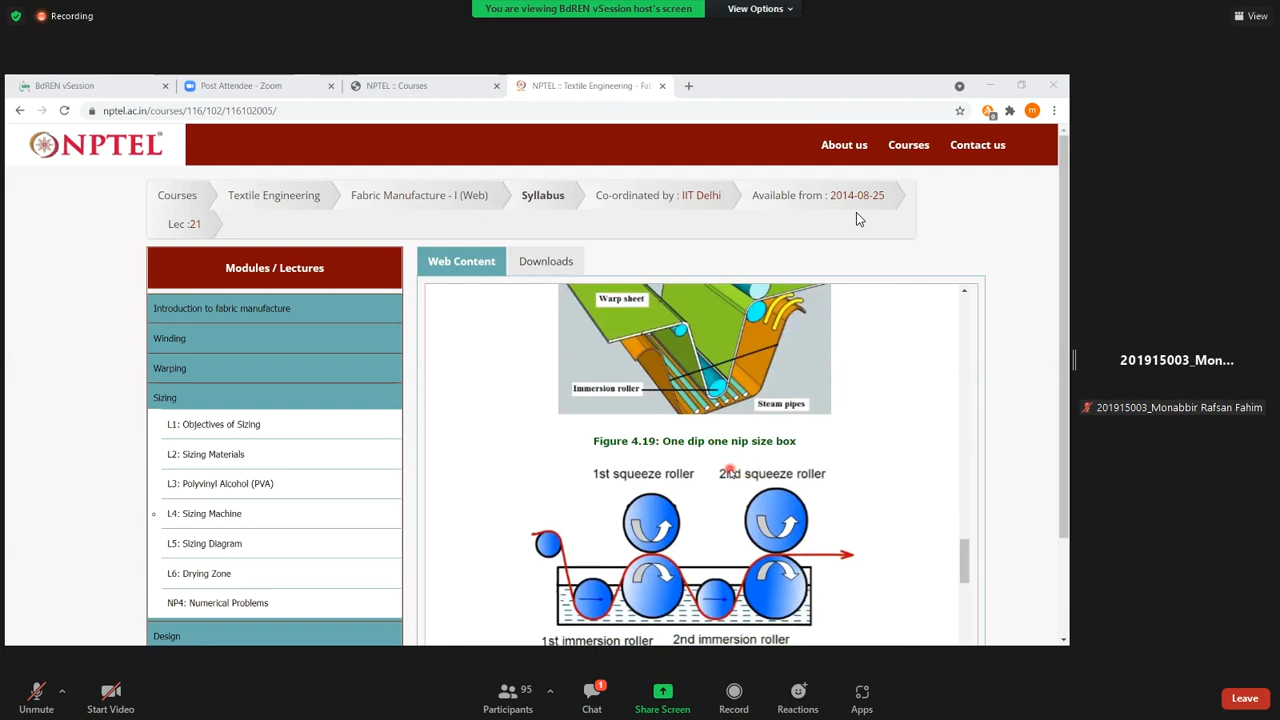 Recording
You are viewing BdREN vSession host's screen
View Options
View
BdREN vSession
Post Attendee - Zoom
NPTEL :: Courses
NPTEL :: Textile Engineering - Fat
nptel.ac.in/courses/116/102/116102005/
NPTEL
About us
Courses
Contact us
Courses
Textile Engineering
Fabric Manufacture - I (Web)
Syllabus
Co-ordinated by : IIT Delhi
Available from : 2014-08-25
Lec :21
Modules / Lectures
Introduction to fabric manufacture
Winding
Warping
Sizing
L1: Objectives of Sizing
L2: Sizing Materials
L3: Polyvinyl Alcohol (PVA)
L4: Sizing Machine
L5: Sizing Diagram
L6: Drying Zone
NP4: Numerical Problems
Design
Web Content
Downloads
Warp sheet
Immersion roller
Steam pipes
Figure 4.19: One dip one nip size box
1st squeeze roller
2nd squeeze roller
1st immersion roller
2nd immersion roller
201915003_Mon...
201915003_Monabbir Rafsan Fahim
Unmute
Start Video
Participants
95
Chat
1
Share Screen
Record
Reactions
Apps
Leave